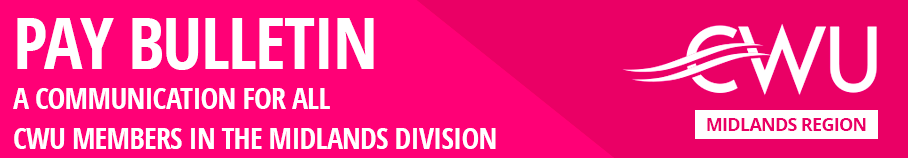 PAY BULLETIN
A COMMUNICATION FOR ALL
CWU MEMBERS IN THE MIDLANDS DIVISION
CWU
MIDLANDS REGION